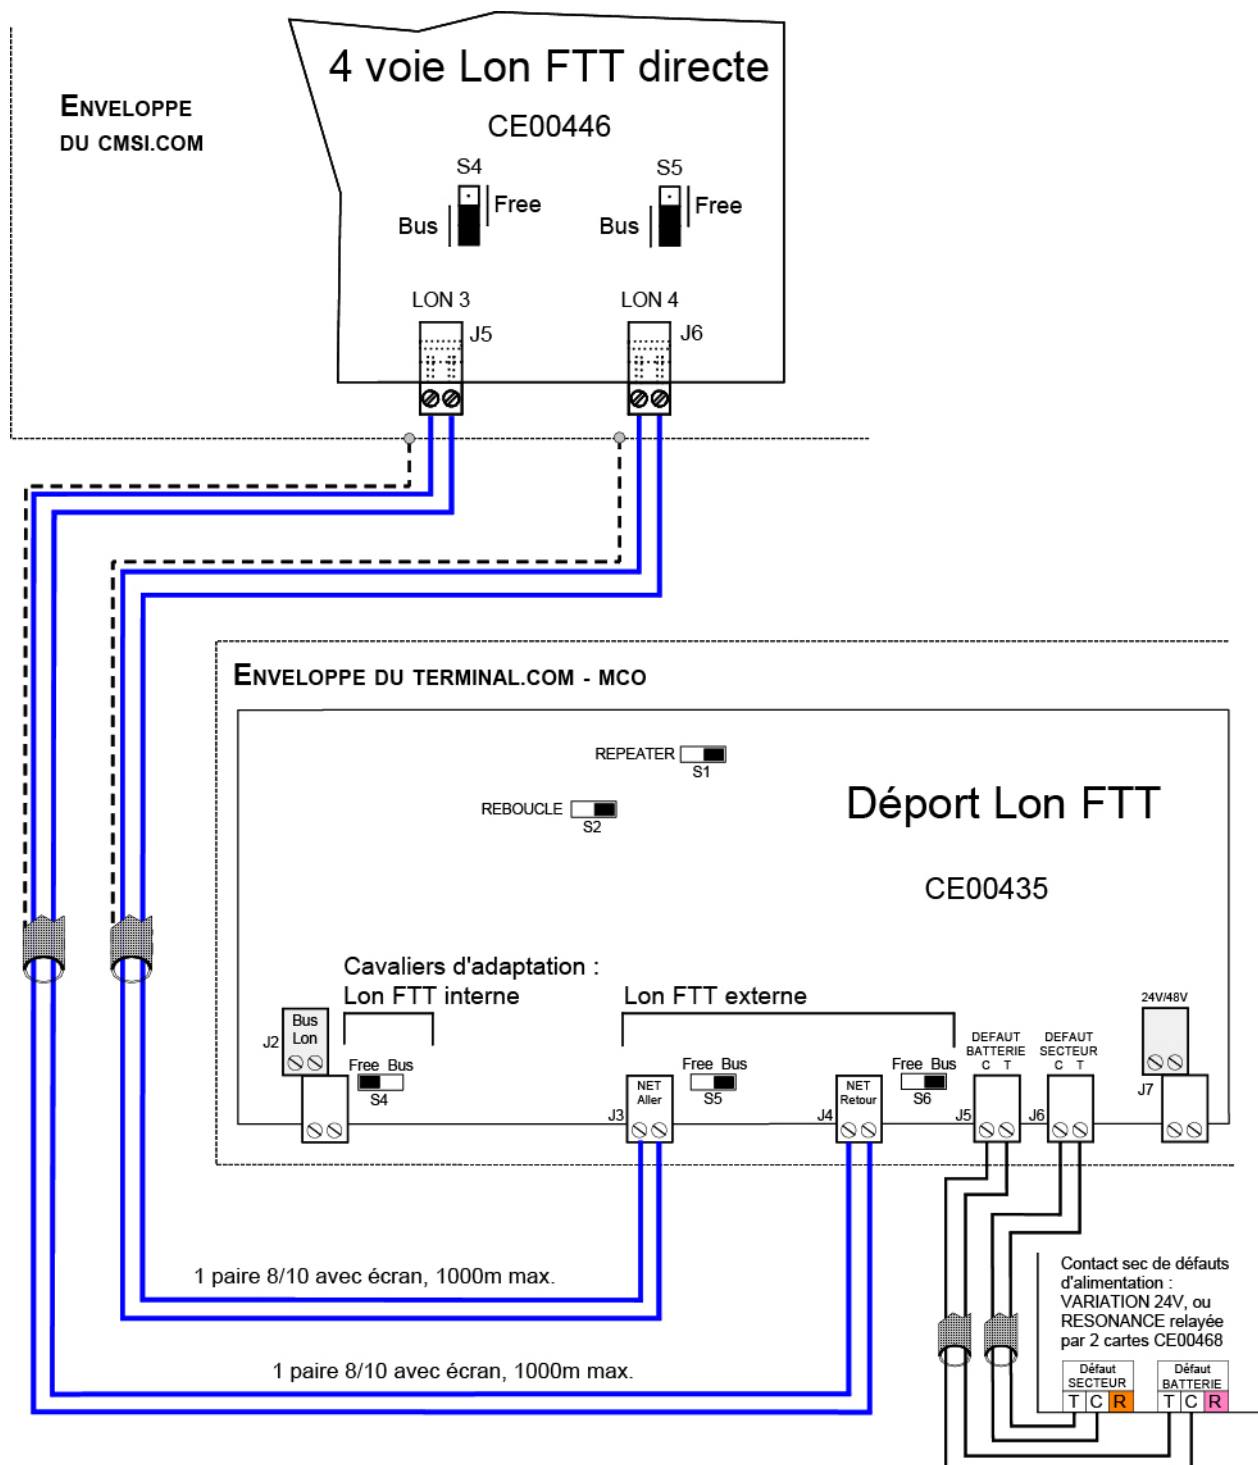 4 voie Lon FTT directe
CE00446
ENVELOPPE
DU CMSI.COM
S4
S5
Free
Free
Bus
Bus
LON 3
LON 4
J5
J6
ENVELOPPE DU TERMINAL.COM - MCO
REPEATER
S1
REBOUCLE
S2
Déport Lon FTT
CE00435
Cavaliers d'adaptation :
Lon FTT interne
Lon FTT externe
24V/48V
Bus
Lon
J2
Free Bus
S4
Free Bus
S5
Free Bus
S6
DEFAUT
BATTERIE
C T
DEFAUT
SECTEUR
C T
NET
Aller
J3
NET
Retour
J4
J5
J6
J7
1 paire 8/10 avec écran, 1000m max.
1 paire 8/10 avec écran, 1000m max.
Contact sec de défauts
d'alimentation :
VARIATION 24V, ou
RESONANCE relayée
par 2 cartes CE00468
Défaut
SECTEUR
T C R
Défaut
BATTERIE
T C R